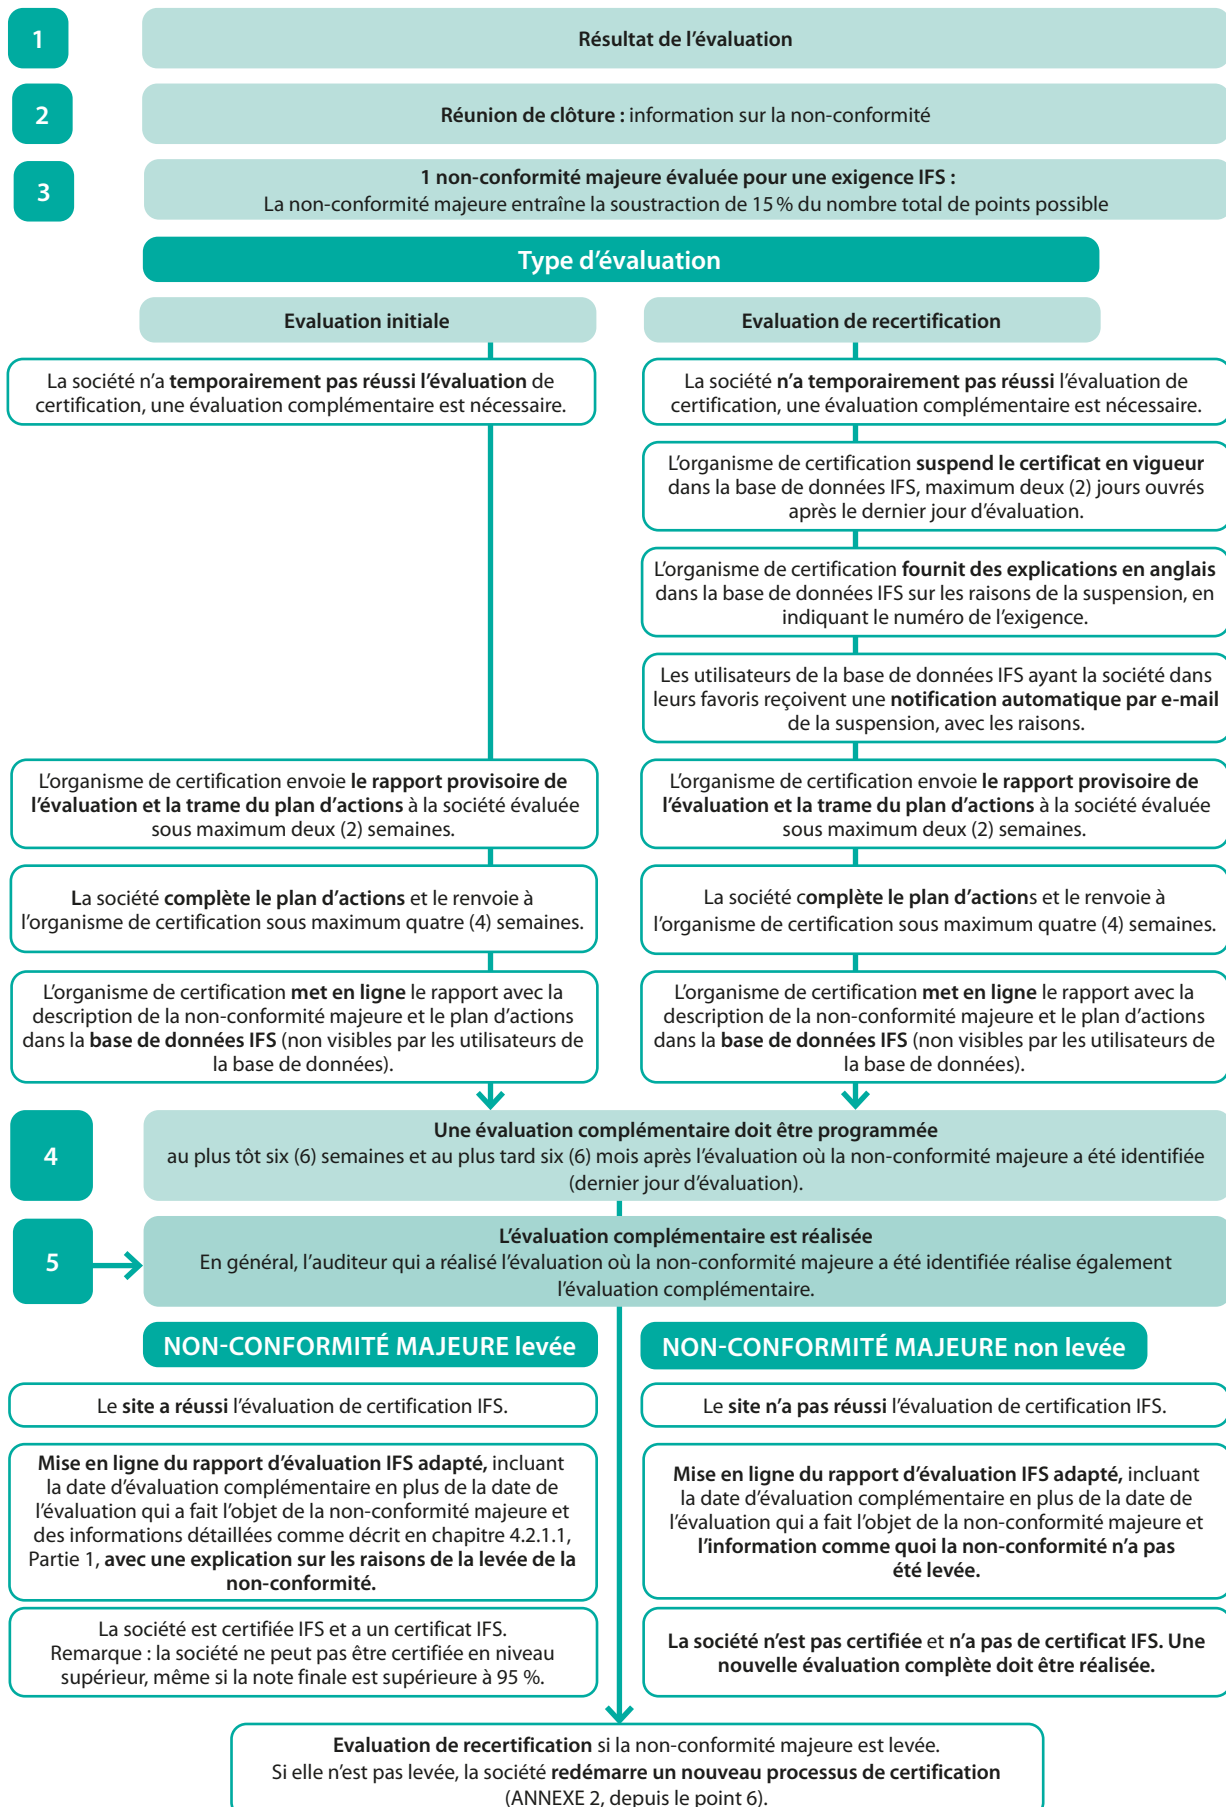 1
Résultat de l’évaluation
2
Réunion de clôture : information sur la non-conformité
3
1 non-conformité majeure évaluée pour une exigence IFS :
La non-conformité majeure entraîne la soustraction de 15 % du nombre total de points possible
Type d’évaluation
Evaluation initiale
La société n’a temporairement pas réussi l’évaluation de
certification, une évaluation complémentaire est nécessaire.
L’organisme de certification envoie le rapport provisoire de
l’évaluation et la trame du plan d’actions à la société évaluée
sous maximum deux (2) semaines.
La société complète le plan d’actions et le renvoie à
l’organisme de certification sous maximum quatre (4) semaines.
L’organisme de certification met en ligne le rapport avec la
description de la non-conformité majeure et le plan d’actions
dans la base de données IFS (non visibles par les utilisateurs de
la base de données).
Evaluation de recertification
La société n’a temporairement pas réussi l’évaluation de
certification, une évaluation complémentaire est nécessaire.
L’organisme de certification suspend le certificat en vigueur
dans la base de données IFS, maximum deux (2) jours ouvrés
après le dernier jour d’évaluation.
L’organisme de certification fournit des explications en anglais
dans la base de données IFS sur les raisons de la suspension, en
indiquant le numéro de l’exigence.
Les utilisateurs de la base de données IFS ayant la société dans
leurs favoris reçoivent une notification automatique par e-mail
de la suspension, avec les raisons.
L’organisme de certification envoie le rapport provisoire de
l’évaluation et la trame du plan d’actions à la société évaluée
sous maximum deux (2) semaines.
La société complète le plan d’actions et le renvoie à
l’organisme de certification sous maximum quatre (4) semaines.
L’organisme de certification met en ligne le rapport avec la
description de la non-conformité majeure et le plan d’actions
dans la base de données IFS (non visibles par les utilisateurs de
la base de données).
4
Une évaluation complémentaire doit être programmée
au plus tôt six (6) semaines et au plus tard six (6) mois après l’évaluation où la non-conformité majeure a été identifiée
(dernier jour d’évaluation).
5
L’évaluation complémentaire est réalisée
En général, l’auditeur qui a réalisé l’évaluation où la non-conformité majeure a été identifiée réalise également
l’évaluation complémentaire.
NON-CONFORMITÉ MAJEURE levée
Le site a réussi l’évaluation de certification IFS.
Mise en ligne du rapport d’évaluation IFS adapté, incluant
la date d’évaluation complémentaire en plus de la date de
l’évaluation qui a fait l’objet de la non-conformité majeure et
des informations détaillées comme décrit en chapitre 4.2.1.1,
Partie 1, avec une explication sur les raisons de la levée de la
non-conformité.
La société est certifiée IFS et a un certificat IFS.
Remarque : la société ne peut pas être certifiée en niveau
supérieur, même si la note finale est supérieure à 95 %.
NON-CONFORMITÉ MAJEURE non levée
Le site n’a pas réussi l’évaluation de certification IFS.
Mise en ligne du rapport d’évaluation IFS adapté, incluant
la date d’évaluation complémentaire en plus de la date de
l’évaluation qui a fait l’objet de la non-conformité majeure et
l’information comme quoi la non-conformité n’a pas
été levée.
La société n’est pas certifiée et n’a pas de certificat IFS. Une
nouvelle évaluation complète doit être réalisée.
Evaluation de recertification si la non-conformité majeure est levée.
Si elle n’est pas levée, la société redémarre un nouveau processus de certification
(ANNEXE 2, depuis le point 6).